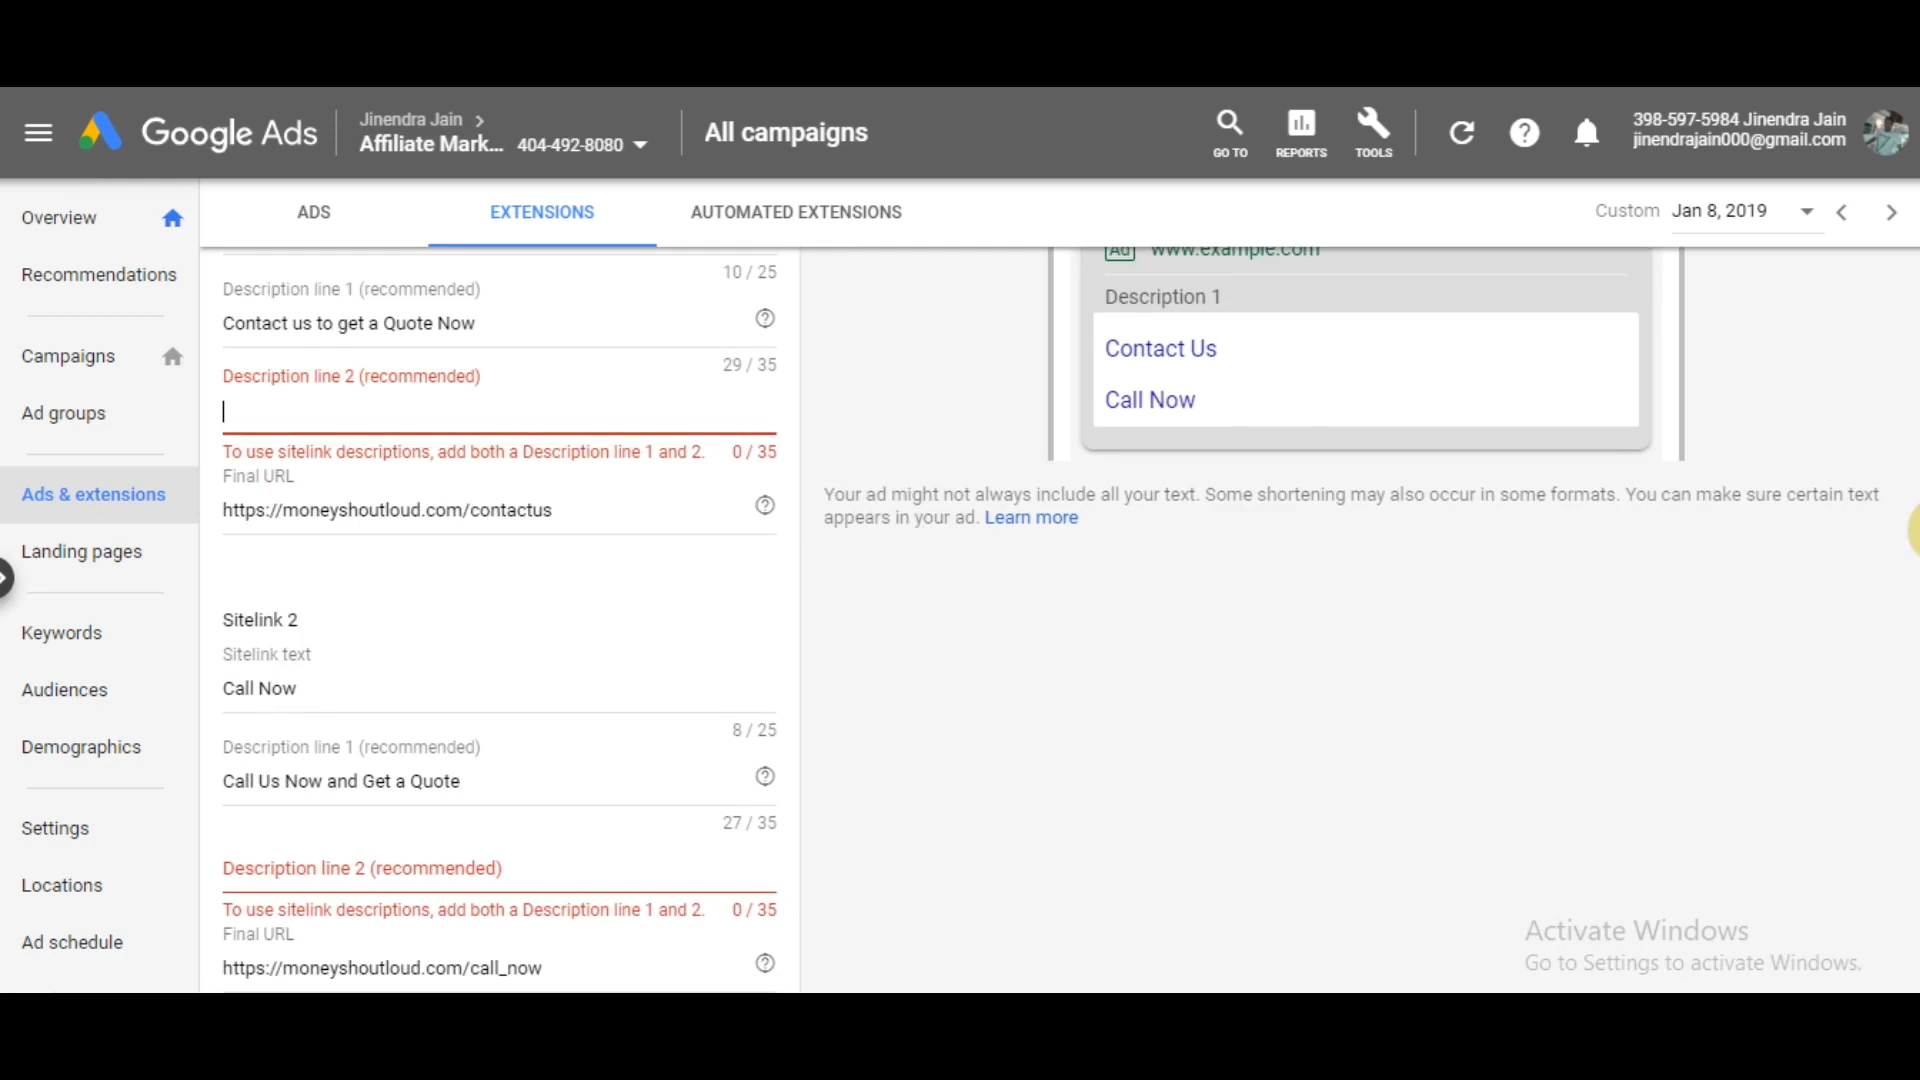 Google Ads
Jinendra Jain >
Affiliate Mark... 404-492-8080
All campaigns
GO TO
REPORTS
TOOLS
398-597-5984 Jinendra Jain
jinendrajain000@gmail.com
Overview
Recommendations
Campaigns
Ad groups
Ads & extensions
Landing pages
Keywords
Audiences
Demographics
Settings
Locations
Ad schedule
ADS
EXTENSIONS
AUTOMATED EXTENSIONS
Custom Jan 8, 2019
10 / 25
Description line 1 (recommended)
Contact us to get a Quote Now
29 / 35
Description line 2 (recommended)
To use sitelink descriptions, add both a Description line 1 and 2. 0 / 35
Final URL
https://moneyshoutloud.com/contactus
Sitelink 2
Sitelink text
Call Now
8 / 25
Description line 1 (recommended)
Call Us Now and Get a Quote
27 / 35
Description line 2 (recommended)
To use sitelink descriptions, add both a Description line 1 and 2. 0 / 35
Final URL
https://moneyshoutloud.com/call_now
Ad www.example.com
Description 1
Contact Us
Call Now
Your ad might not always include all your text. Some shortening may also occur in some formats. You can make sure certain text
appears in your ad. Learn more
Activate Windows
Go to Settings to activate Windows.